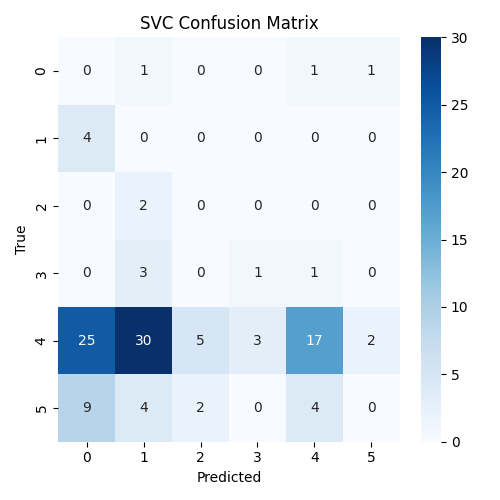 SVC Confusion Matrix
30
0 0 1 0 0 1 1
25
1 4 0 0 0 0 0
20
2 0 2 0 0 0 0
15
True
3 0 3 0 1 1 0
10
4 25 30 5 3 17 2
5
5 9 4 2 0 4 0
0
0 1 2 3 4 5
Predicted